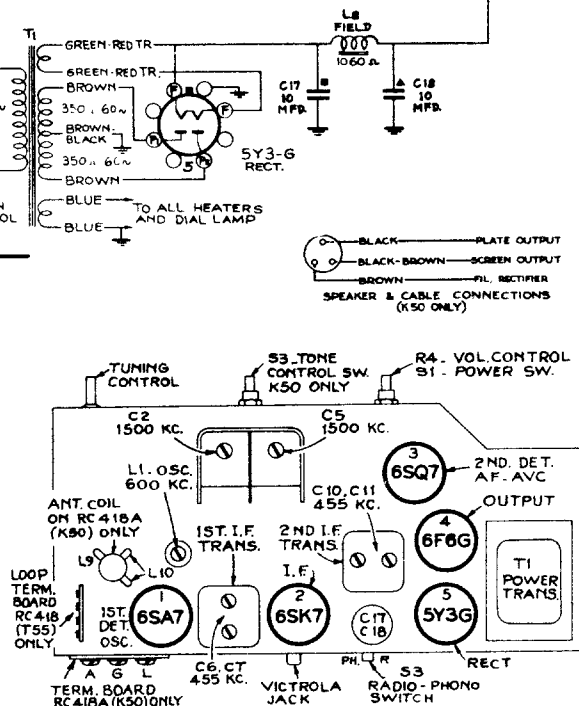 T1
GREEN-RED TR.
GREEN-RED TR.
BROWN
350 Ω 60~
BROWN-
BLACK
350 Ω 60~
BROWN
BLUE
BLUE
TO ALL HEATERS
AND DIAL LAMP
F
8
F
P1
P2
5
5Y3-G
RECT.
L8
FIELD
1060 Ω
C17
10
MFD.
C18
10
MFD.
N
OL
BLACK
PLATE OUTPUT
BLACK-BROWN
SCREEN OUTPUT
BROWN
FIL. RECTIFIER
SPEAKER & CABLE CONNECTIONS
(K50 ONLY)
TUNING
CONTROL
S3-TONE
CONTROL SW.
K50 ONLY
R4 - VOL. CONTROL
S1 - POWER SW.
C2
1500 KC.
C5
1500 KC.
L1-OSC.
600 KC.
3
6SQ7
2ND. DET.
AF-AVC
ANT. COIL
ON RC418A
(K50) ONLY
L9
L10
1ST. I.F.
TRANS.
2ND I.F.
TRANS.
C10, C11
455 KC.
OUTPUT
4
6F6G
LOOP
TERM.
BOARD
RC418
(T55)
ONLY
1ST.
DET.
OSC.
1
6SA7
I.F.
2
6SK7
C17
C18
5
5Y3G
T1
POWER
TRANS.
A G L
TERM. BOARD
RC418A (K50) ONLY
C6, C7
455 KC.
VICTROLA
JACK
PH. R
S3
RADIO-PHONO
SWITCH
RECT